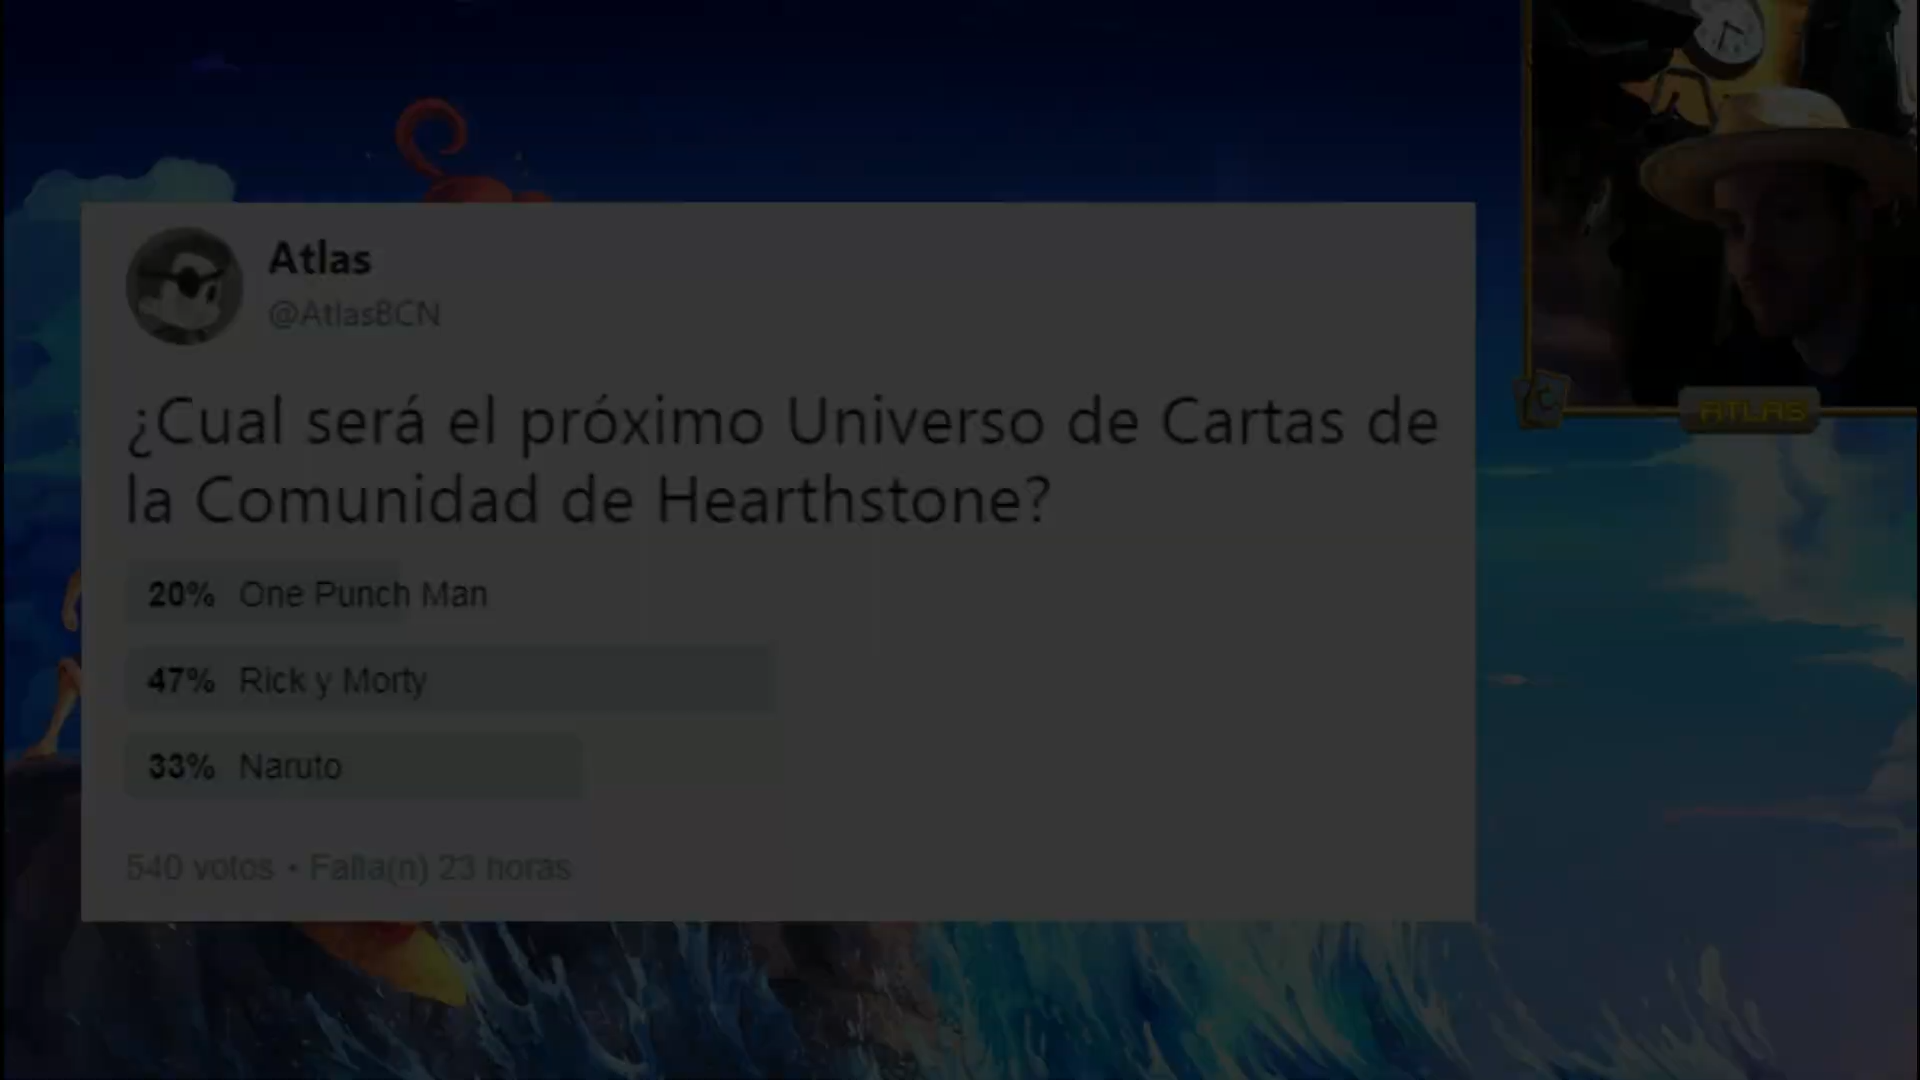 Atlas
@AtlasBCN
¿Cual será el próximo Universo de Cartas de
la Comunidad de Hearthstone?
20% One Punch Man
47% Rick y Morty
33% Naruto
540 votos • Falta(n) 23 horas
ATLAS